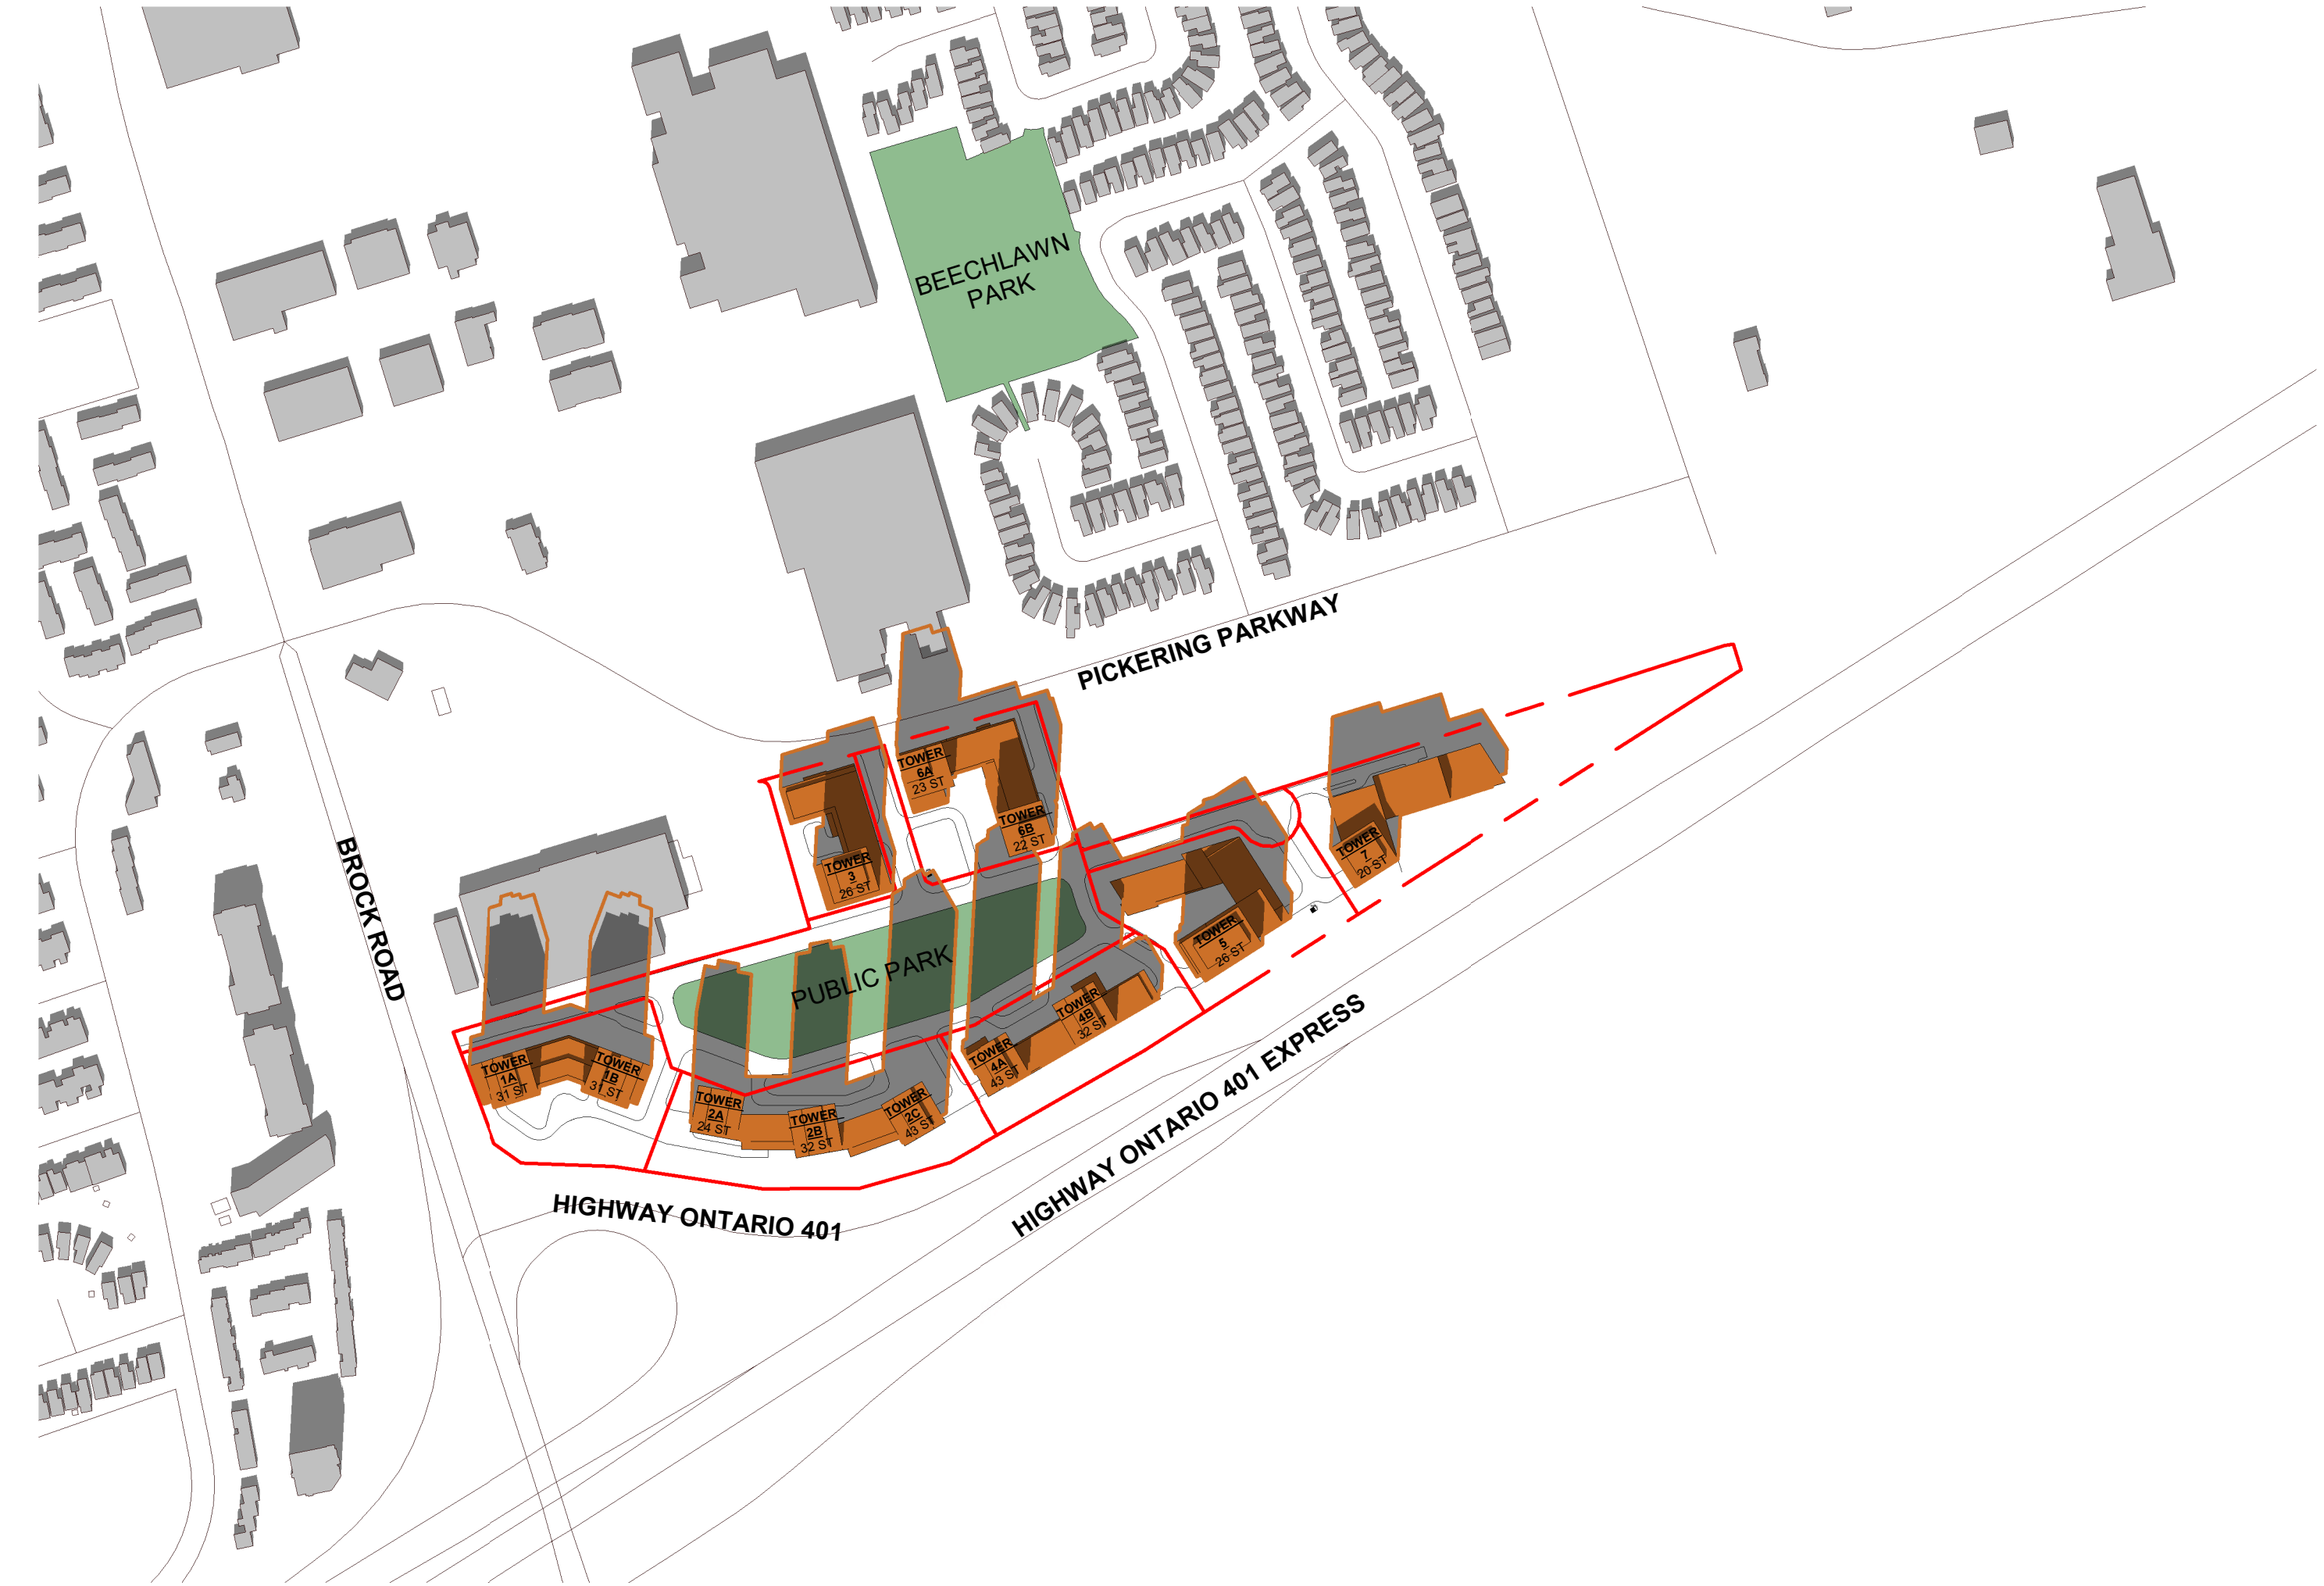 BEECHLAWN
PARK
PICKERING PARKWAY
BROCK ROAD
TOWER
6A
23 ST
TOWER
6B
22 ST
TOWER
3
26 ST
TOWER
7
20 ST
TOWER
5
26 ST
PUBLIC PARK
TOWER
4B
32 ST
TOWER
4A
43 ST
TOWER
1A
31 ST
TOWER
1B
31 ST
TOWER
2A
24 ST
TOWER
2B
32 ST
TOWER
2C
43 ST
HIGHWAY ONTARIO 401
HIGHWAY ONTARIO 401 EXPRESS